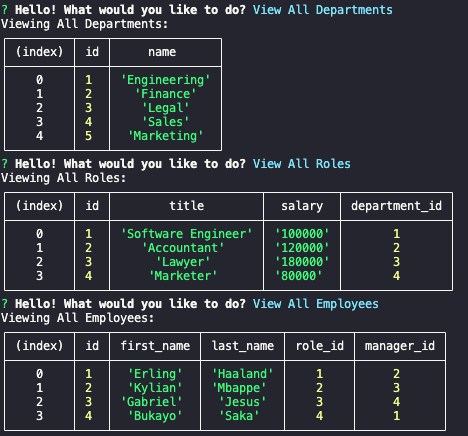 ? Hello! What would you like to do? View All Departments
Viewing All Departments:
(index) id name
0 1 'Engineering'
1 2 'Finance'
2 3 'Legal'
3 4 'Sales'
4 5 'Marketing'
? Hello! What would you like to do? View All Roles
Viewing All Roles:
(index) id title salary department_id
0 1 'Software Engineer' '100000' 1
1 2 'Accountant' '120000' 2
2 3 'Lawyer' '180000' 3
3 4 'Marketer' '80000' 4
? Hello! What would you like to do? View All Employees
Viewing All Employees:
(index) id first_name last_name role_id manager_id
0 1 'Erling' 'Haaland' 1 2
1 2 'Kylian' 'Mbappe' 2 3
2 3 'Gabriel' 'Jesus' 3 4
3 4 'Bukayo' 'Saka' 4 1